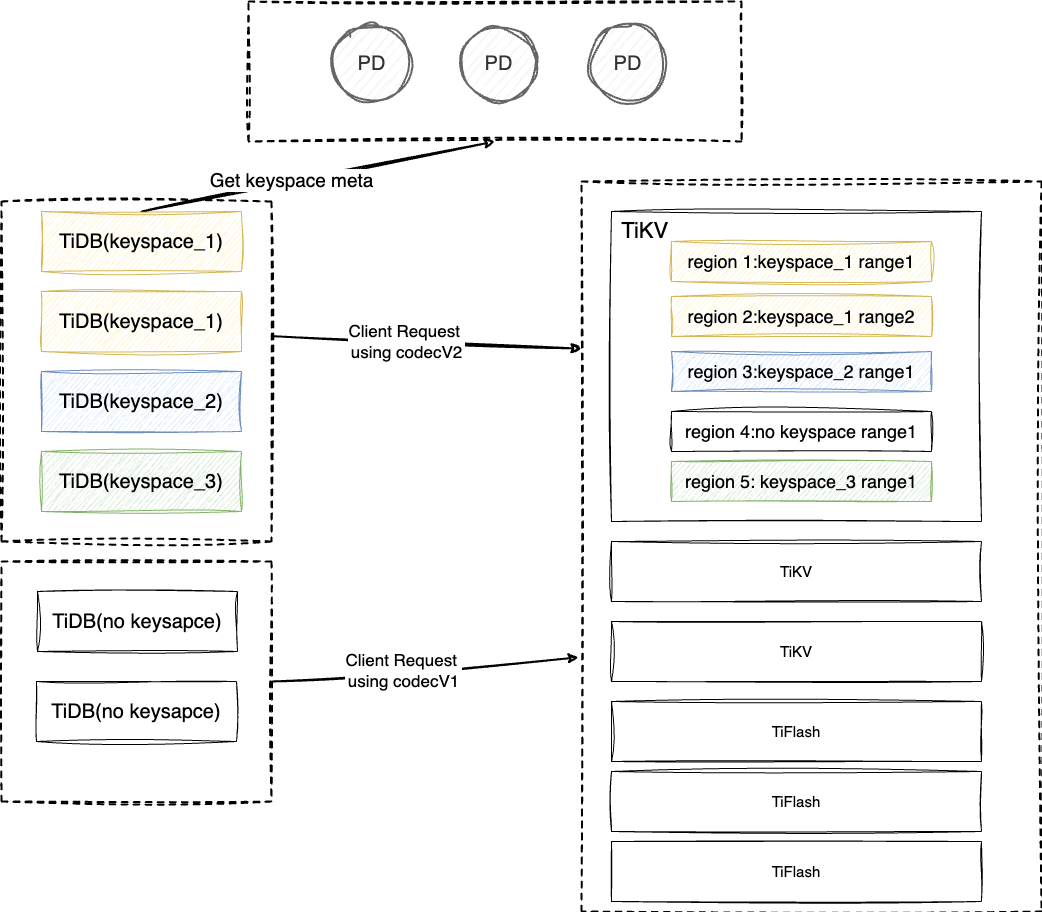 PD
PD
PD
Get keyspace meta
TiDB(keyspace_1)
TiDB(keyspace_1)
TiDB(keyspace_2)
TiDB(keyspace_3)
Client Request
using codecV2
TiKV
region 1:keyspace_1 range1
region 2:keyspace_1 range2
region 3:keyspace_2 range1
region 4:no keyspace range1
region 5: keyspace_3 range1
TiDB(no keysapce)
TiDB(no keysapce)
Client Request
using codecV1
TiKV
TiKV
TiFlash
TiFlash
TiFlash